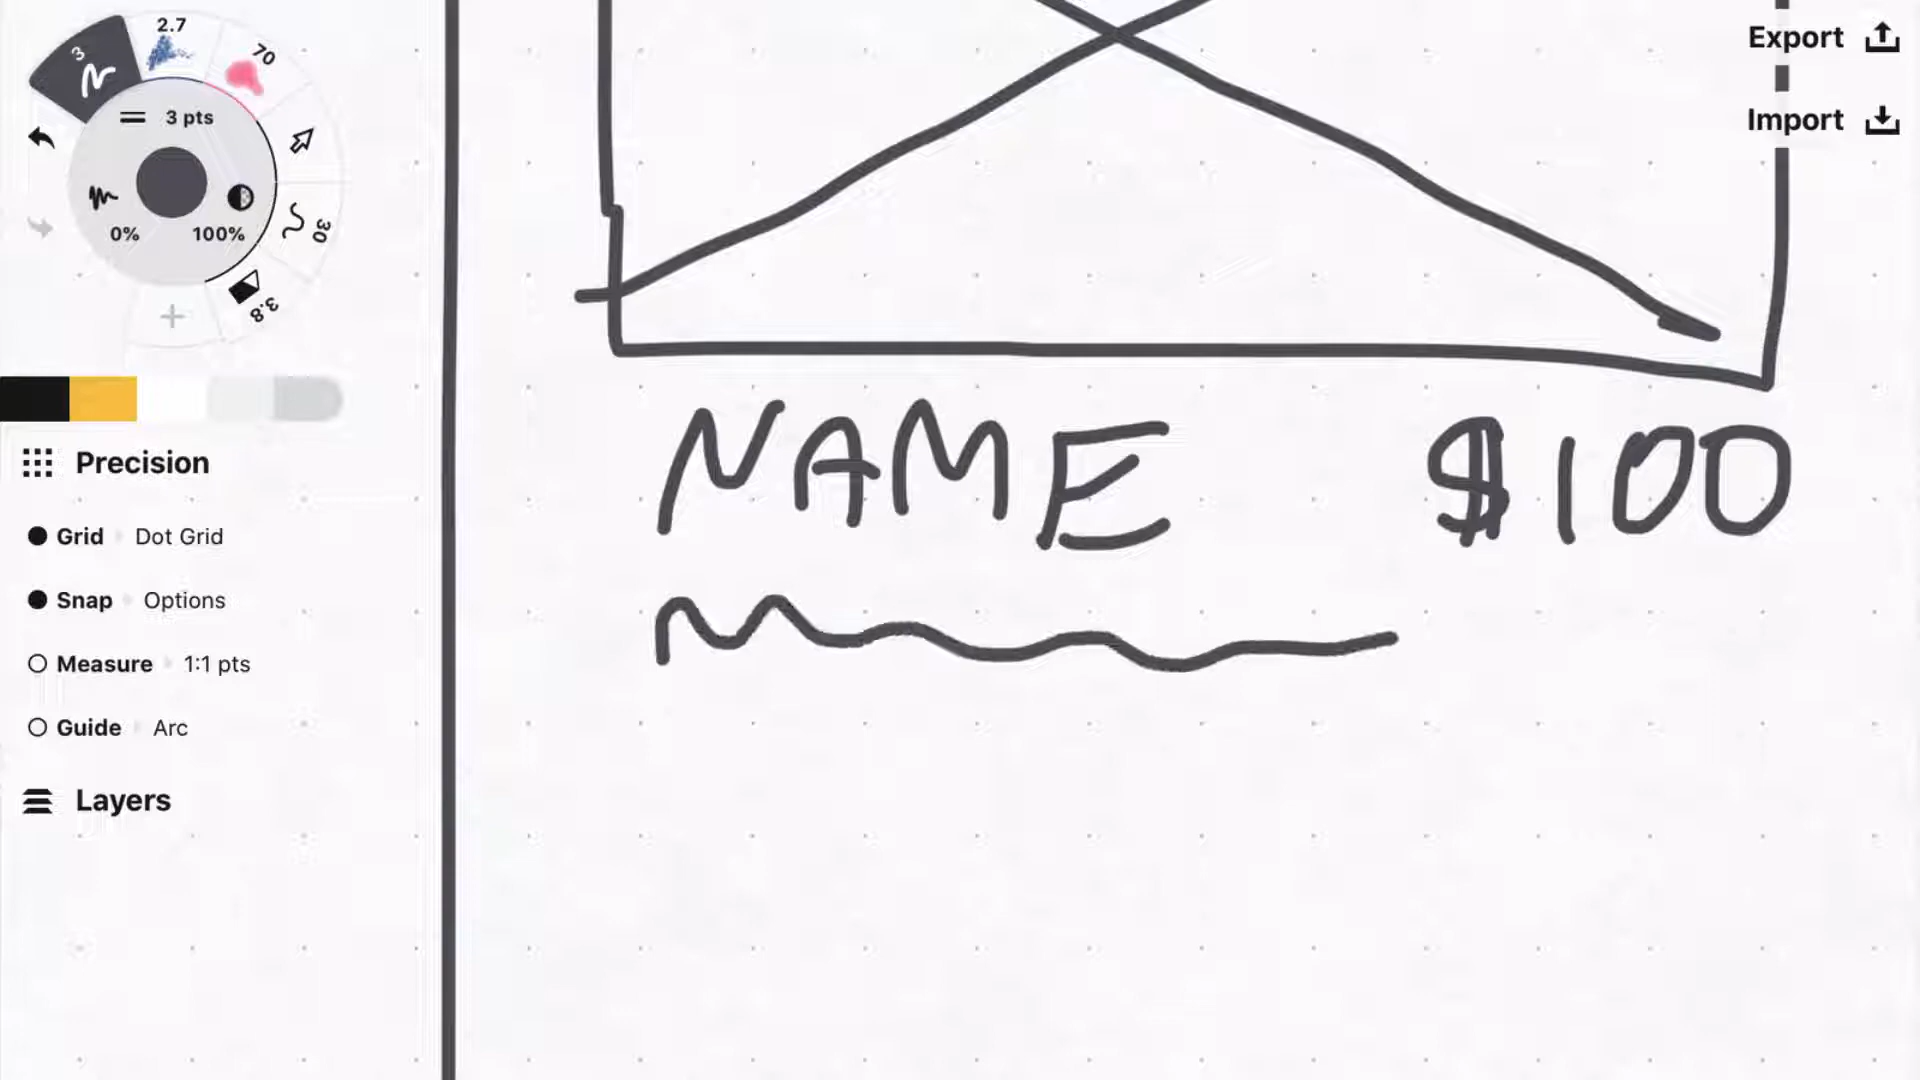 2.7
3
70
3 pts
0%
100%
30
3.8
Export
Import
Precision
Grid Dot Grid
Snap Options
Measure 1:1 pts
Guide Arc
Layers
NAME $100